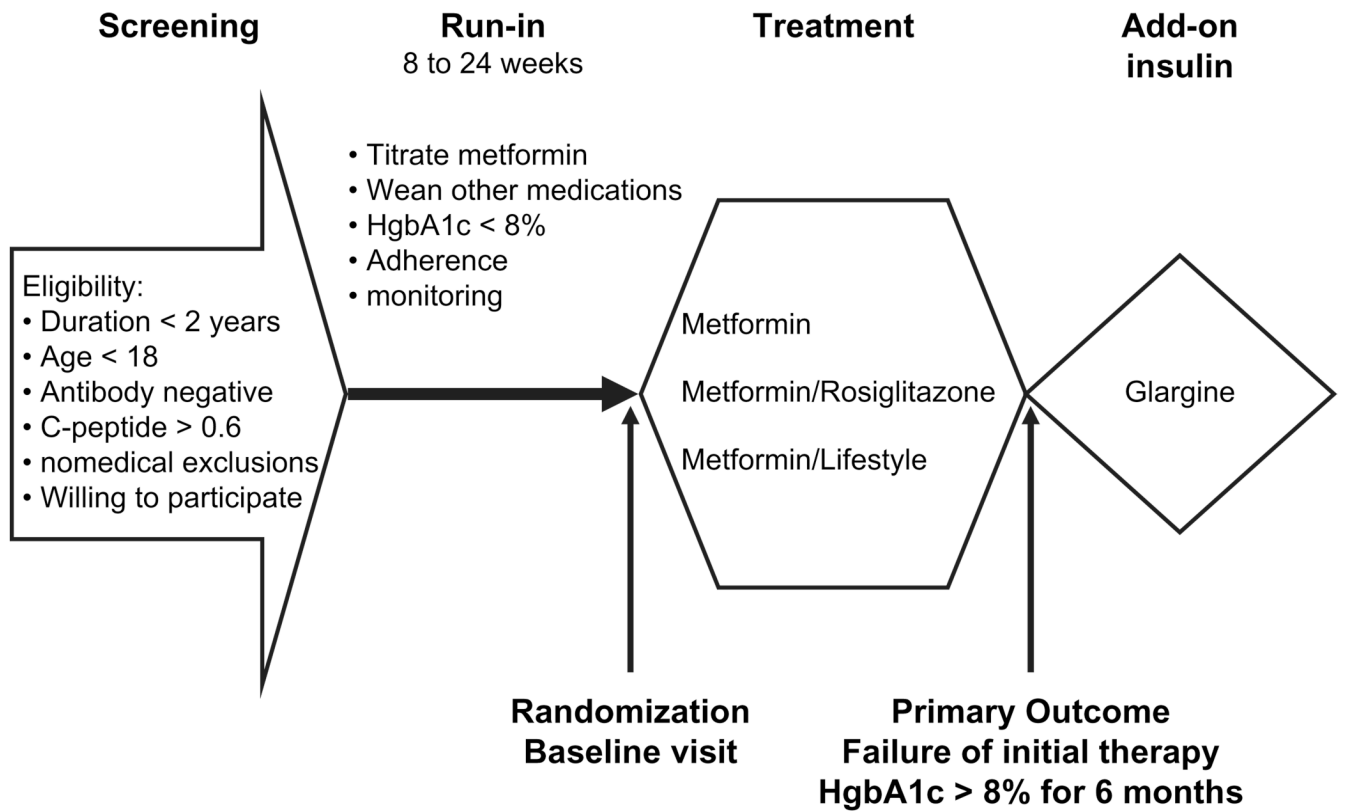 Screening
Run-in
8 to 24 weeks
Treatment
Add-on
insulin
Eligibility:
• Duration < 2 years
• Age < 18
• Antibody negative
• C-peptide > 0.6
• nomedical exclusions
• Willing to participate
• Titrate metformin
• Wean other medications
• HgbA1c < 8%
• Adherence
• monitoring
Metformin
Metformin/Rosiglitazone
Metformin/Lifestyle
Glargine
Randomization
Baseline visit
Primary Outcome
Failure of initial therapy
HgbA1c > 8% for 6 months